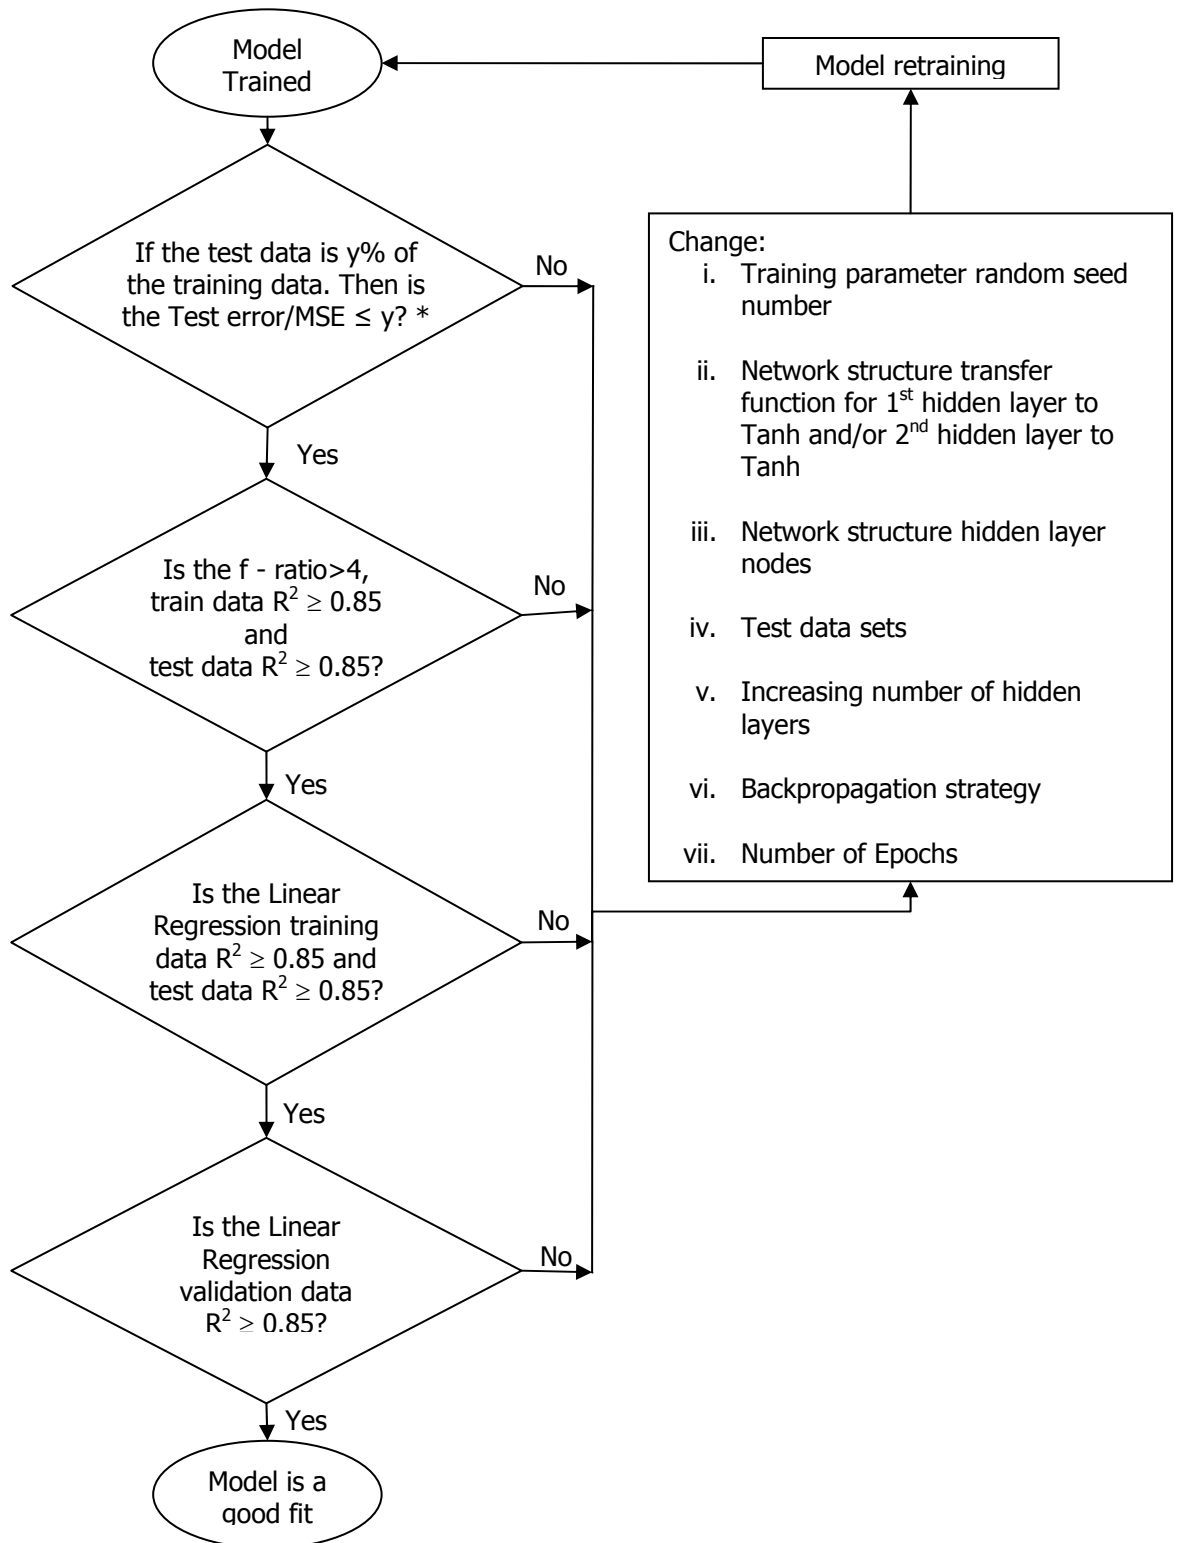 Model
Trained
Model retraining
If the test data is y% of
the training data. Then is
the Test error/MSE ≤ y? *
No
Yes
Change:
i. Training parameter random seed
number
ii. Network structure transfer
function for 1st hidden layer to
Tanh and/or 2nd hidden layer to
Tanh
iii. Network structure hidden layer
nodes
iv. Test data sets
v. Increasing number of hidden
layers
vi. Backpropagation strategy
vii. Number of Epochs
Is the f - ratio>4,
train data R² ≥ 0.85
and
test data R² ≥ 0.85?
No
Yes
Is the Linear
Regression training
data R² ≥ 0.85 and
test data R² ≥ 0.85?
No
Yes
Is the Linear
Regression
validation data
R² ≥ 0.85?
No
Yes
Model is a
good fit